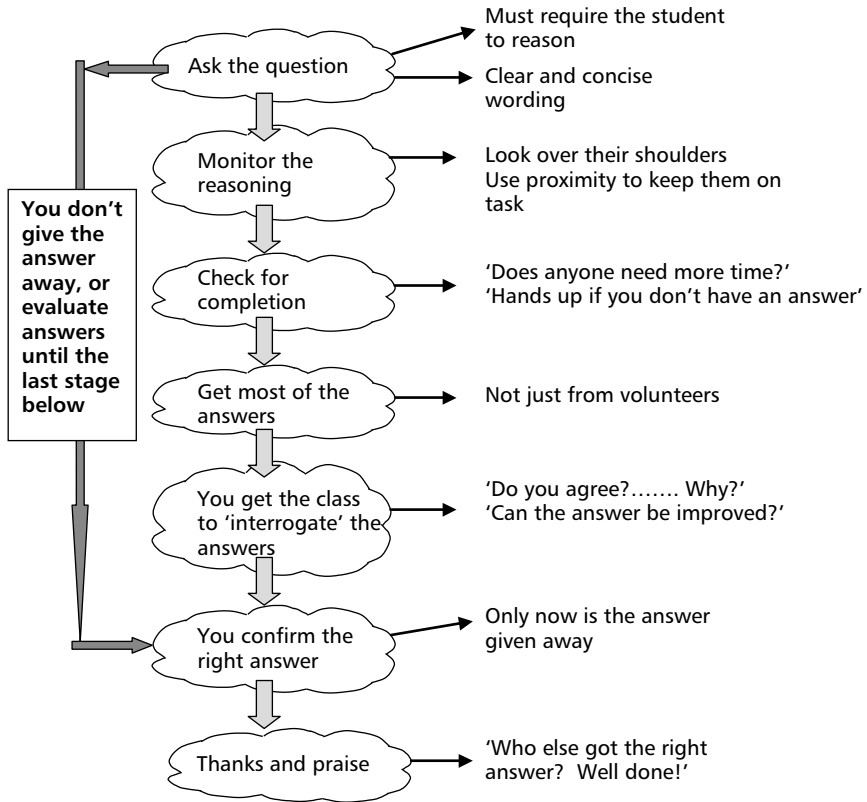 Ask the question
Must require the student
to reason
Clear and concise
wording
Monitor the
reasoning
Look over their shoulders
Use proximity to keep them on
task
You don’t
give the
answer
away, or
evaluate
answers
until the
last stage
below
Check for
completion
‘Does anyone need more time?’
‘Hands up if you don’t have an answer’
Get most of the
answers
Not just from volunteers
You get the class
to ‘interrogate’ the
answers
‘Do you agree?....... Why?’
‘Can the answer be improved?’
You confirm the
right answer
Only now is the answer
given away
Thanks and praise
‘Who else got the right
answer?  Well done!’